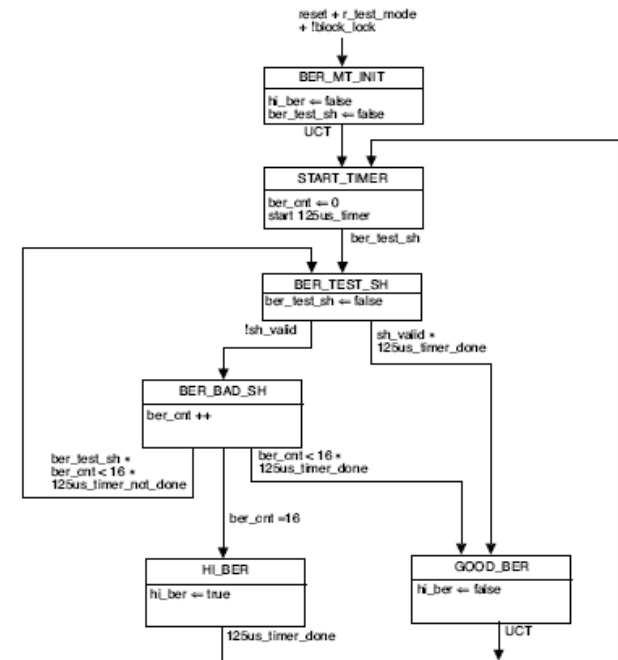 reset + r_test_mode
+ !block_lock
BER_MT_INIT
hi_ber ⇐ false
ber_test_sh ⇐ false
UCT
START_TIMER
ber_cnt ⇐ 0
start 125us_timer
ber_test_sh
BER_TEST_SH
ber_test_sh ⇐ false
!sh_valid
sh_valid *
125us_timer_done
BER_BAD_SH
ber_cnt ++
ber_test_sh *
ber_cnt < 16 *
125us_timer_not_done
ber_cnt < 16 *
125us_timer_done
ber_cnt =16
HI_BER
hi_ber ⇐ true
125us_timer_done
GOOD_BER
hi_ber ⇐ false
UCT